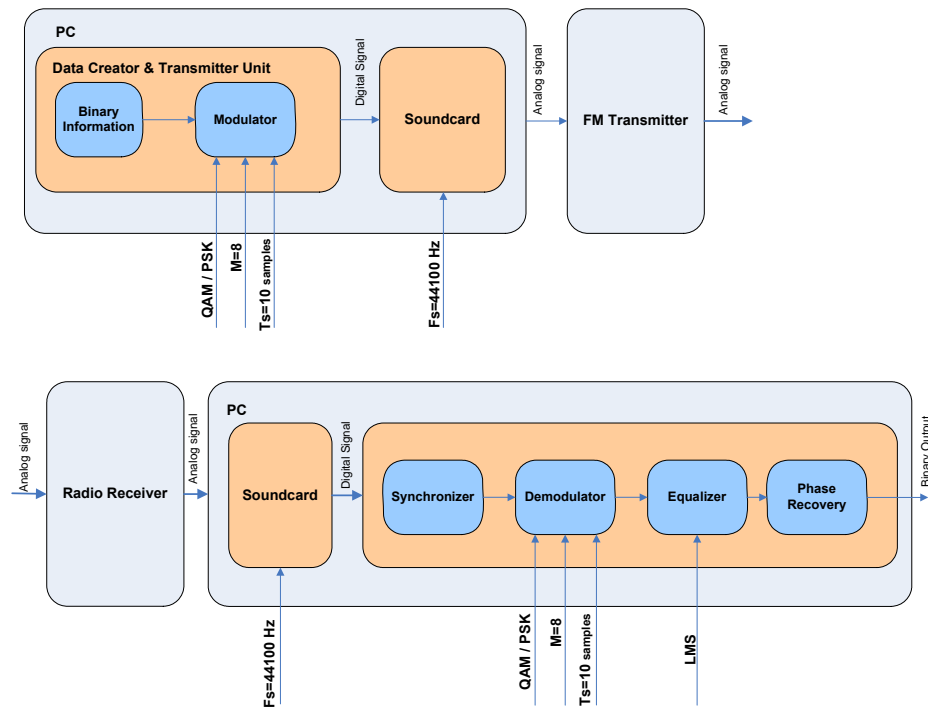 PC
Data Creator & Transmitter Unit
Binary
Information
Modulator
Digital Signal
Soundcard
Analog signal
FM Transmitter
Analog signal
QAM / PSK
M=8
Ts=10 samples
Fs=44100 Hz
Analog signal
Radio Receiver
Analog signal
PC
Soundcard
Digital Signal
Synchronizer
Demodulator
Equalizer
Phase
Recovery
Binary Output
Fs=44100 Hz
QAM / PSK
M=8
Ts=10 samples
LMS